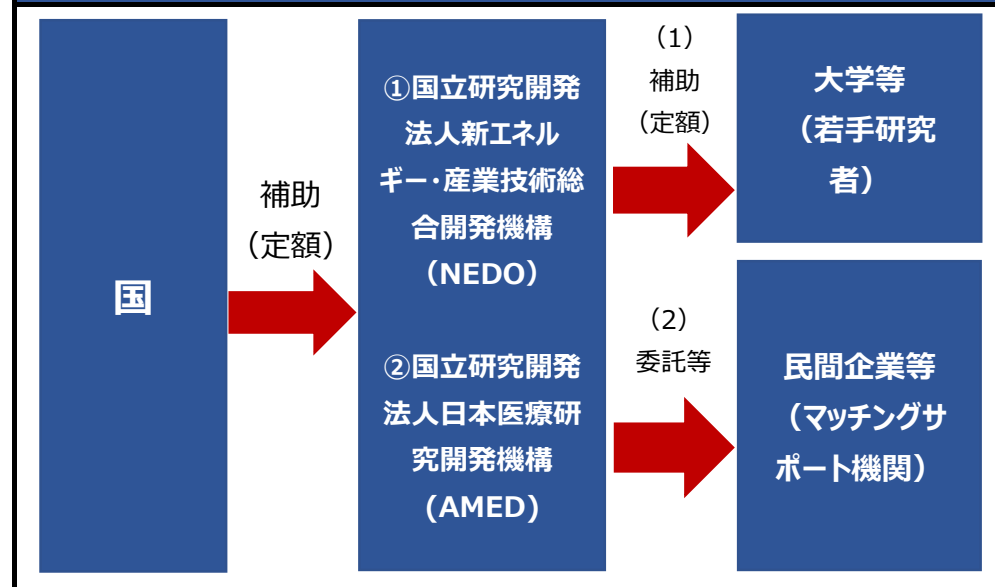 国
補助
（定額）
①国立研究開発
法人新エネル
ギー・産業技術総
合開発機構
（NEDO）
②国立研究開発
法人日本医療研
究開発機構
(AMED)
（1）
補助
（定額）
大学等
（若手研究
者）
（2）
委託等
民間企業等
（マッチングサ
ポート機関）